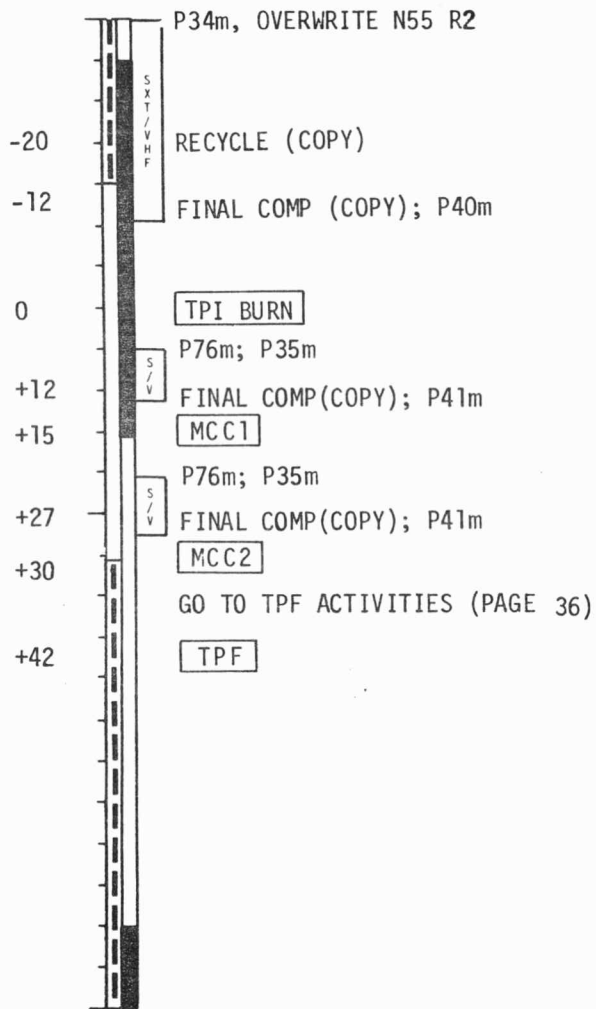 P34m, OVERWRITE N55 R2
SXT/VHF
-20 RECYCLE (COPY)
-12 FINAL COMP (COPY); P40m
0 TPI BURN
P76m; P35m
S/V
+12 FINAL COMP(COPY); P41m
+15 MCC1
P76m; P35m
S/V
+27 FINAL COMP(COPY); P41m
+30 MCC2
GO TO TPF ACTIVITIES (PAGE 36)
+42 TPF